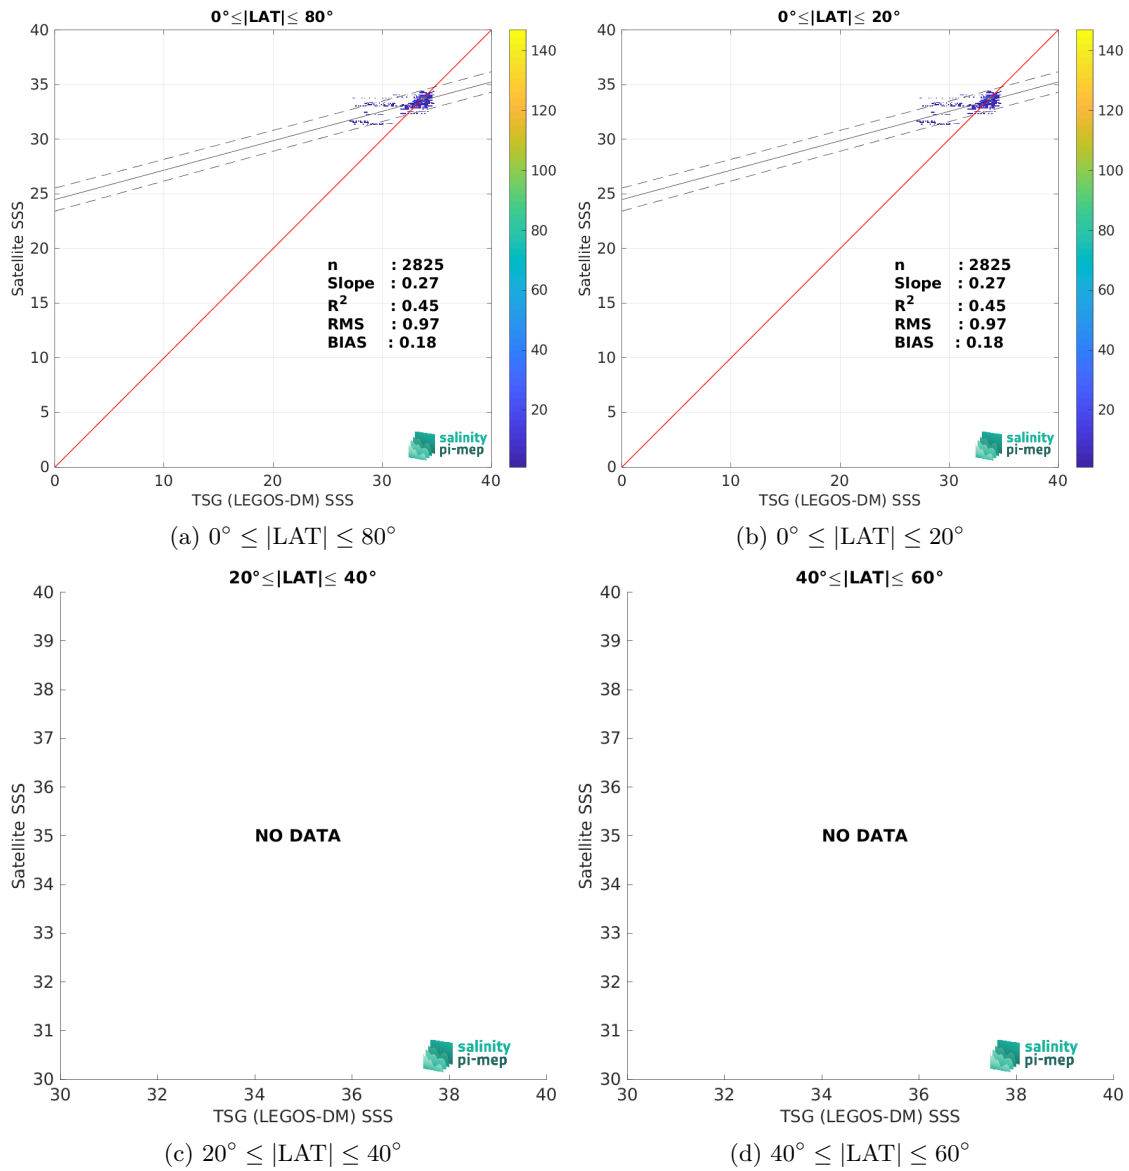 0°≤|LAT|≤ 80°
40
35
30
25
20
15
10
5
0
Satellite SSS
n : 2825
Slope : 0.27
R² : 0.45
RMS : 0.97
BIAS : 0.18
salinity
pi-mep
0 10 20 30 40
TSG (LEGOS-DM) SSS
140
120
100
80
60
40
20
(a) 0° ≤ |LAT| ≤ 80°
0°≤|LAT|≤ 20°
40
35
30
25
20
15
10
5
0
Satellite SSS
n : 2825
Slope : 0.27
R² : 0.45
RMS : 0.97
BIAS : 0.18
salinity
pi-mep
0 10 20 30 40
TSG (LEGOS-DM) SSS
140
120
100
80
60
40
20
(b) 0° ≤ |LAT| ≤ 20°
20°≤|LAT|≤ 40°
40
39
38
37
36
35
34
33
32
31
30
Satellite SSS
NO DATA
salinity
pi-mep
30 32 34 36 38 40
TSG (LEGOS-DM) SSS
(c) 20° ≤ |LAT| ≤ 40°
40°≤|LAT|≤ 60°
40
39
38
37
36
35
34
33
32
31
30
Satellite SSS
NO DATA
salinity
pi-mep
30 32 34 36 38 40
TSG (LEGOS-DM) SSS
(d) 40° ≤ |LAT| ≤ 60°